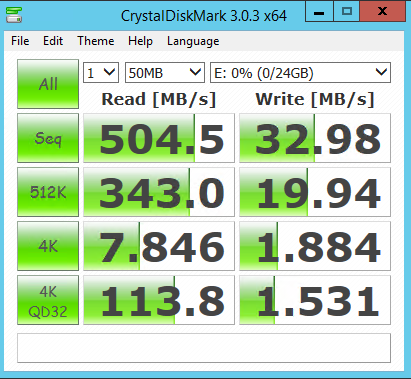 CrystalDiskMark 3.0.3 x64
File Edit Theme Help Language
All 1 50MB E: 0% (0/24GB)
Read [MB/s] Write [MB/s]
Seq 504.5 32.98
512K 343.0 19.94
4K 7.846 1.884
4K QD32 113.8 1.531